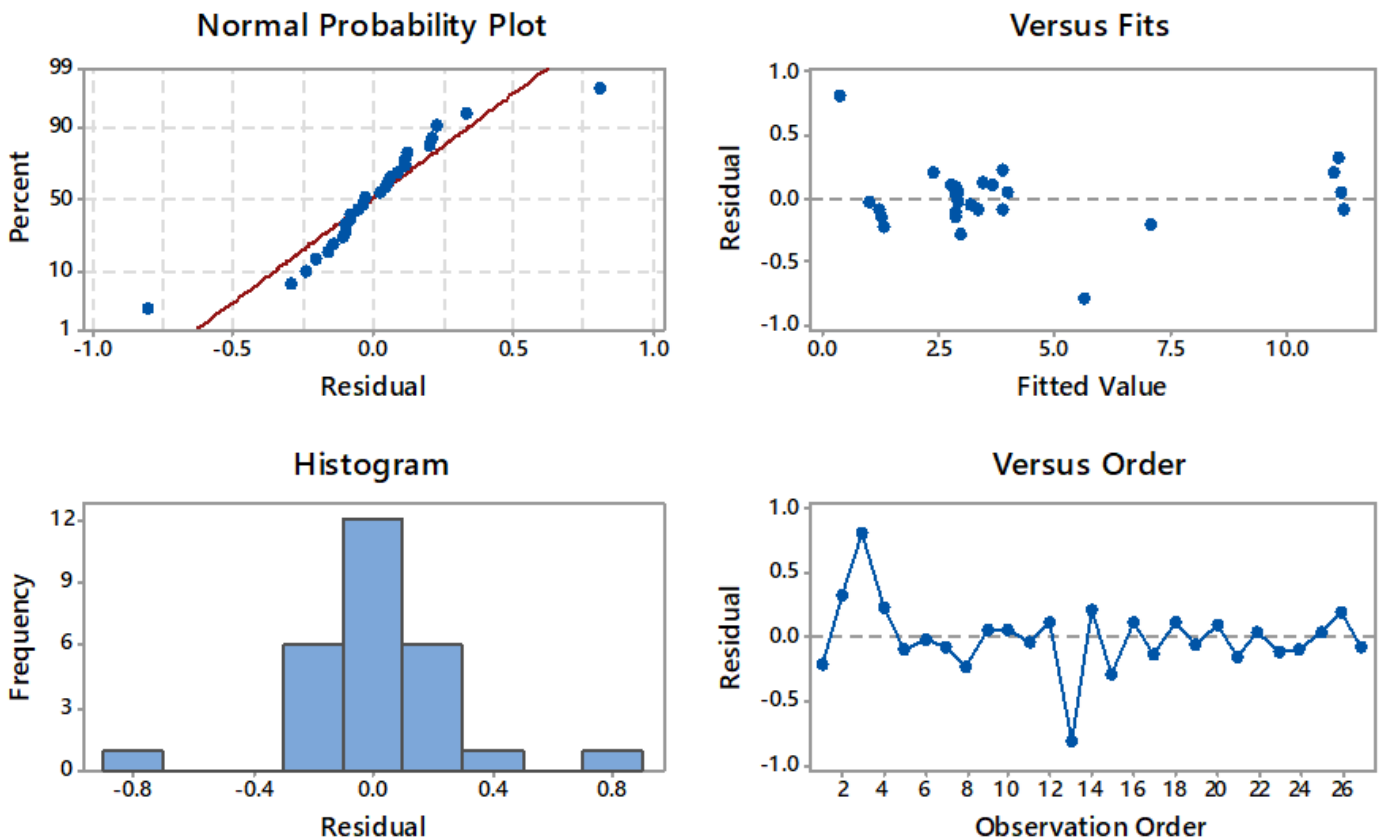 Normal Probability Plot
99
90
50
10
1
Percent
-1.0 -0.5 0.0 0.5 1.0
Residual
Versus Fits
1.0
0.5
0.0
-0.5
-1.0
Residual
0.0 2.5 5.0 7.5 10.0
Fitted Value
Histogram
12
9
6
3
0
Frequency
-0.8 -0.4 0.0 0.4 0.8
Residual
Versus Order
1.0
0.5
0.0
-0.5
-1.0
Residual
2 4 6 8 10 12 14 16 18 20 22 24 26
Observation Order